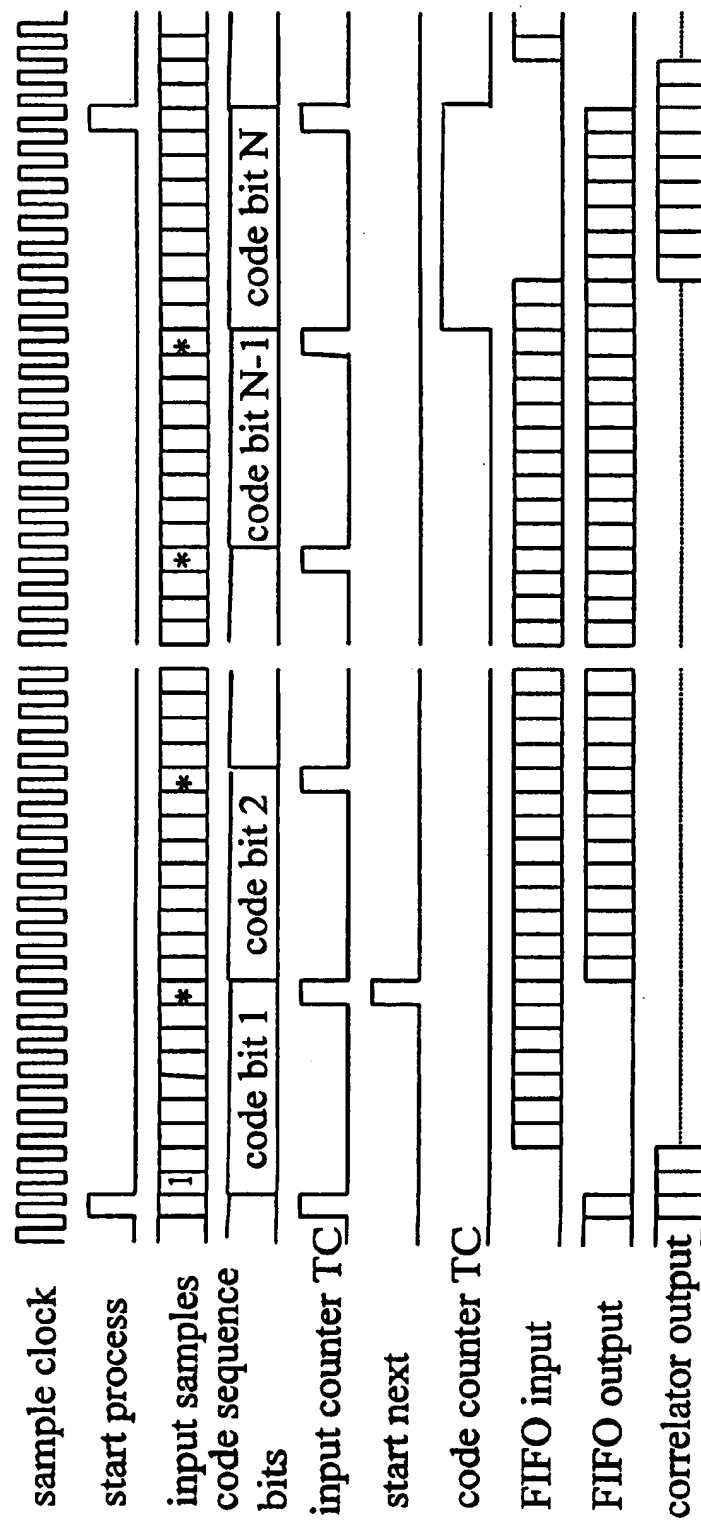 sample clock
start process
input samples
1 * * * *
code sequence
bits
code bit 1 code bit 2 code bit N-1 code bit N
input counter TC
start next
code counter TC
FIFO input
FIFO output
correlator output